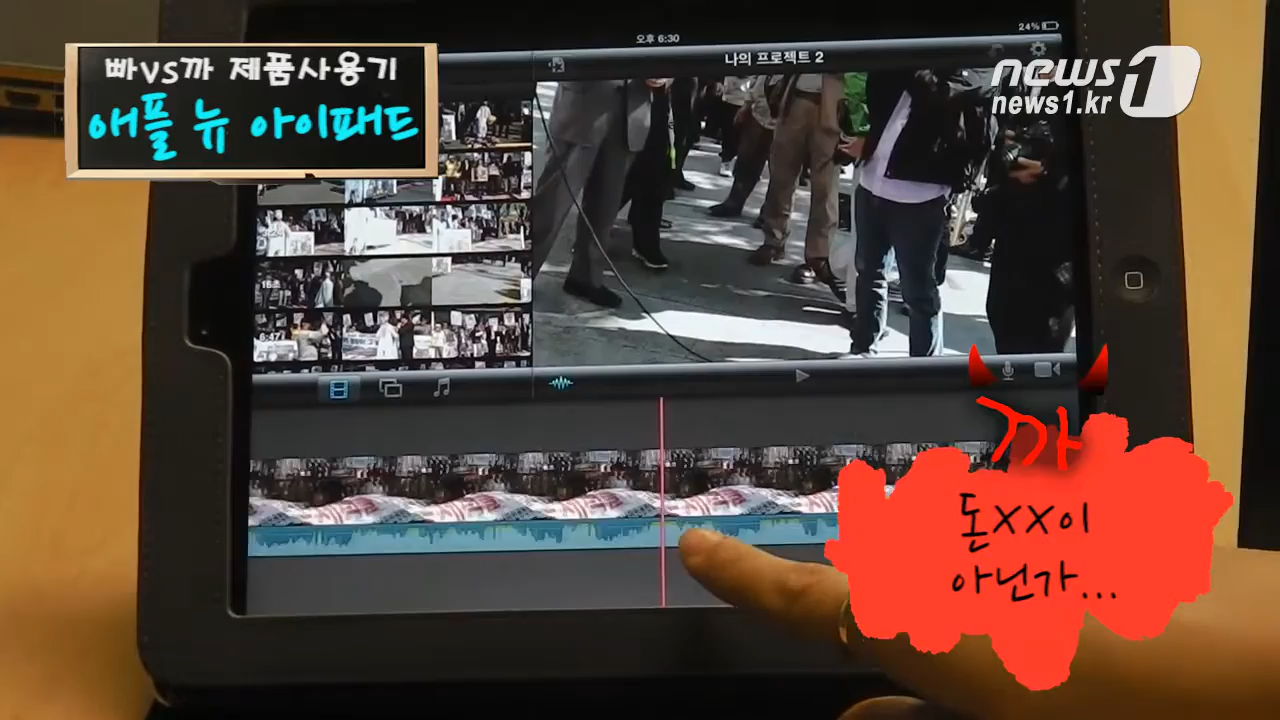 빠vs까 제품사용기
애플 뉴 아이패드
오후 6:30
24%
나의 프로젝트 2
news1
news1.kr
까
돈XX이
아닌가...